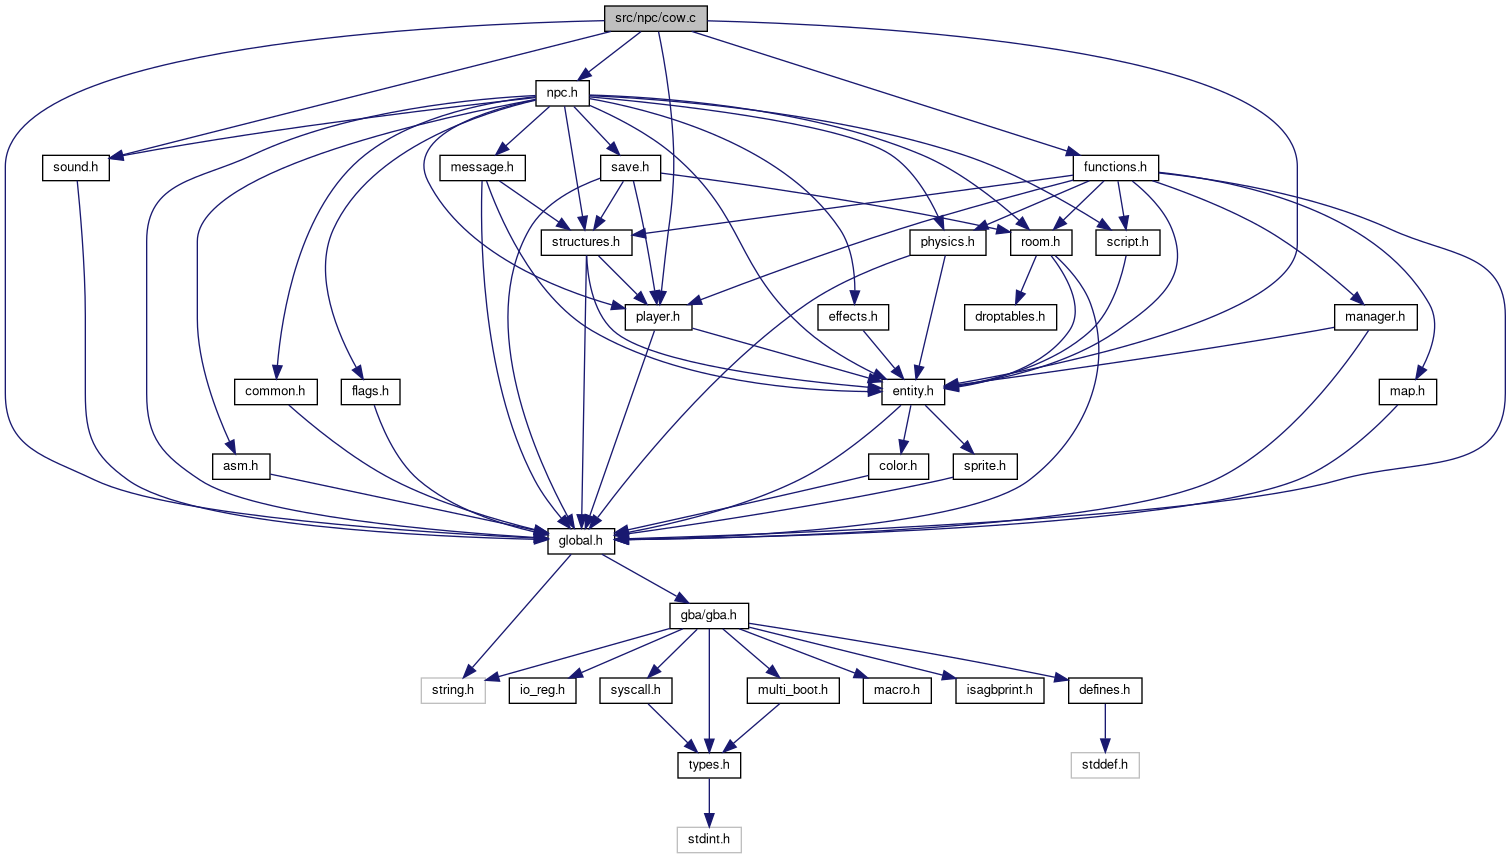 src/npc/cow.c
npc.h
sound.h
message.h
save.h
functions.h
structures.h
physics.h
room.h
script.h
player.h
effects.h
droptables.h
manager.h
common.h
flags.h
entity.h
map.h
asm.h
color.h
sprite.h
global.h
gba/gba.h
string.h
io_reg.h
syscall.h
multi_boot.h
macro.h
isagbprint.h
defines.h
types.h
stddef.h
stdint.h